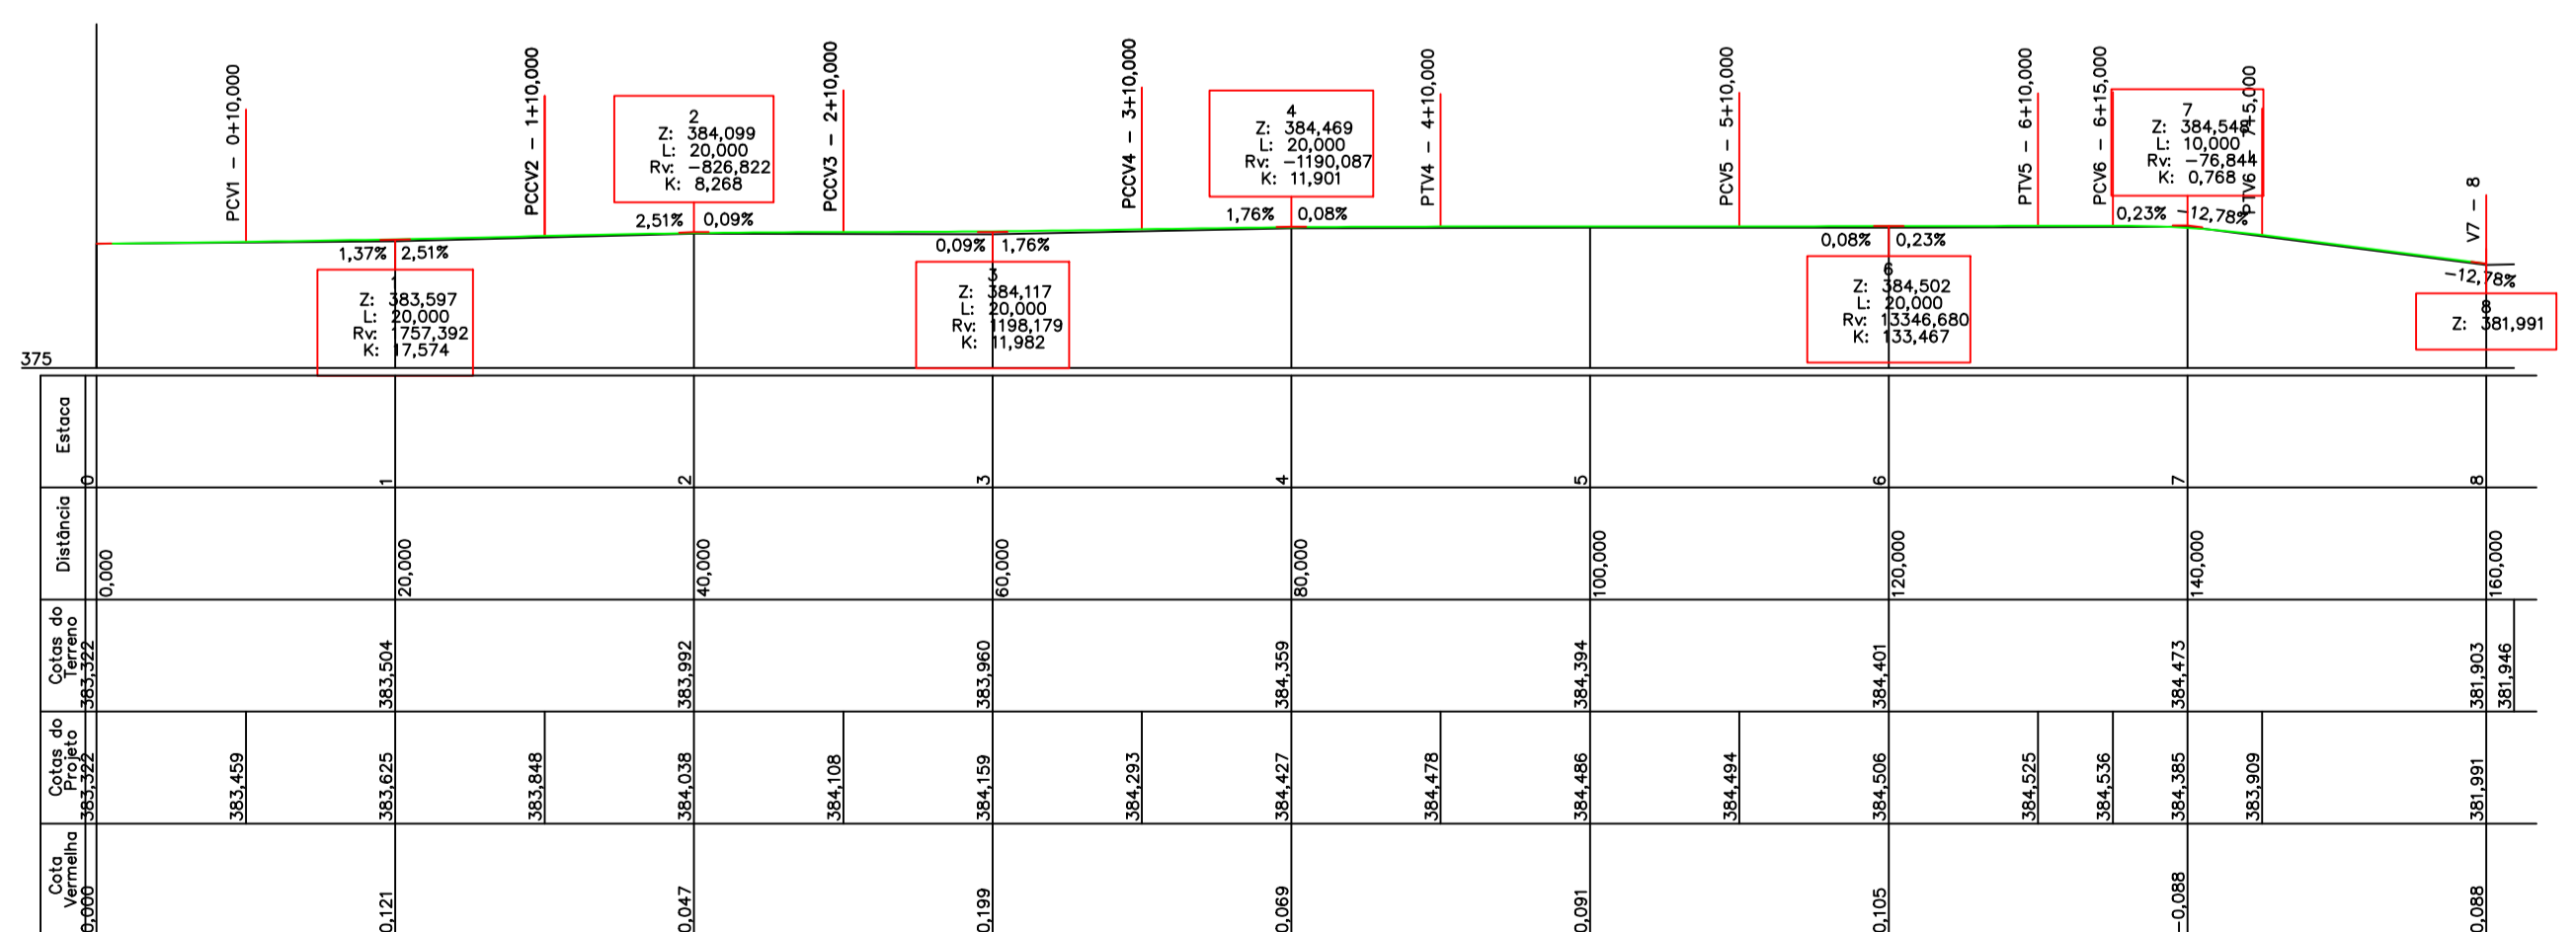 PCV1 - 0+10,000
PCCV2 - 1+10,000
PCCV3 - 2+10,000
PCCV4 - 3+10,000
PTV4 - 4+10,000
PCV5 - 5+10,000
PTV5 - 6+10,000
PCV6 - 6+15,000
PTV6 - 7+5,000
V7 - 8
2
Z: 384,099
L: 20,000
Rv: -826,822
K: 8,268
2,51% 0,09%
4
Z: 384,469
L: 20,000
Rv: -1190,087
K: 11,901
1,76% 0,08%
7
Z: 384,548
L: 10,000
Rv: -76,844
K: 0,768
0,23% -12,78%
1,37% 2,51%
1
Z: 383,597
L: 20,000
Rv: 1757,392
K: 17,574
0,09% 1,76%
3
Z: 384,117
L: 20,000
Rv: 1198,179
K: 11,982
0,08% 0,23%
6
Z: 384,502
L: 20,000
Rv: 13346,680
K: 133,467
-12,78%
8
Z: 381,991
375
Estaca
0 1 2 3 4 5 6 7 8
Distância
0,000 20,000 40,000 60,000 80,000 100,000 120,000 140,000 160,000
Cotas do
Terreno
383,322 383,504 383,992 383,960 384,359 384,394 384,401 384,473 381,903 381,946
Cotas do
Projeto
383,322 383,459 383,625 383,848 384,038 384,108 384,159 384,293 384,427 384,478 384,486 384,494 384,506 384,525 384,536 384,385 383,909 381,991
Cota
Vermelha
0,000 0,121 0,047 0,199 0,069 0,091 0,105 -0,088 0,088